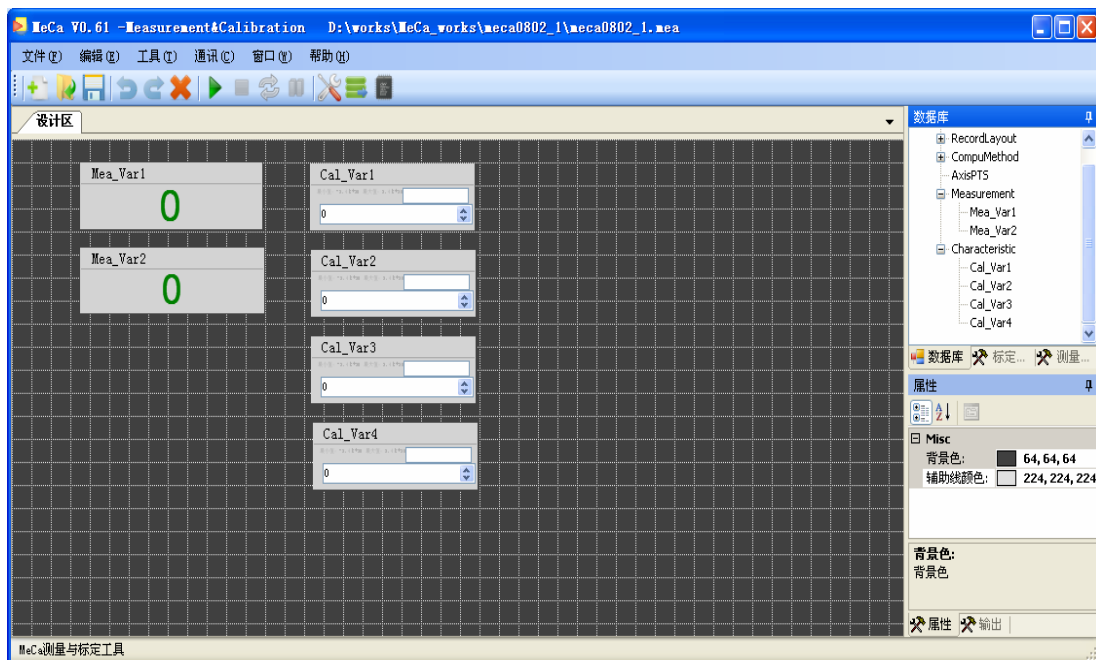 MeCa V0.61 -Measurement&Calibration D:\works\MeCa_works\meca0802_1\meca0802_1.mea
文件(F) 编辑(E) 工具(T) 通讯(C) 窗口(W) 帮助(H)
设计区
Mea_Var1
0
Mea_Var2
0
Cal_Var1
0
Cal_Var2
0
Cal_Var3
0
Cal_Var4
0
数据库
RecordLayout
CompuMethod
AxisPTS
Measurement
Mea_Var1
Mea_Var2
Characteristic
Cal_Var1
Cal_Var2
Cal_Var3
Cal_Var4
数据库 标定... 测量...
属性
Misc
背景色: 64, 64, 64
辅助线颜色: 224, 224, 224
背景色:
背景色
属性 输出
MeCa测量与标定工具